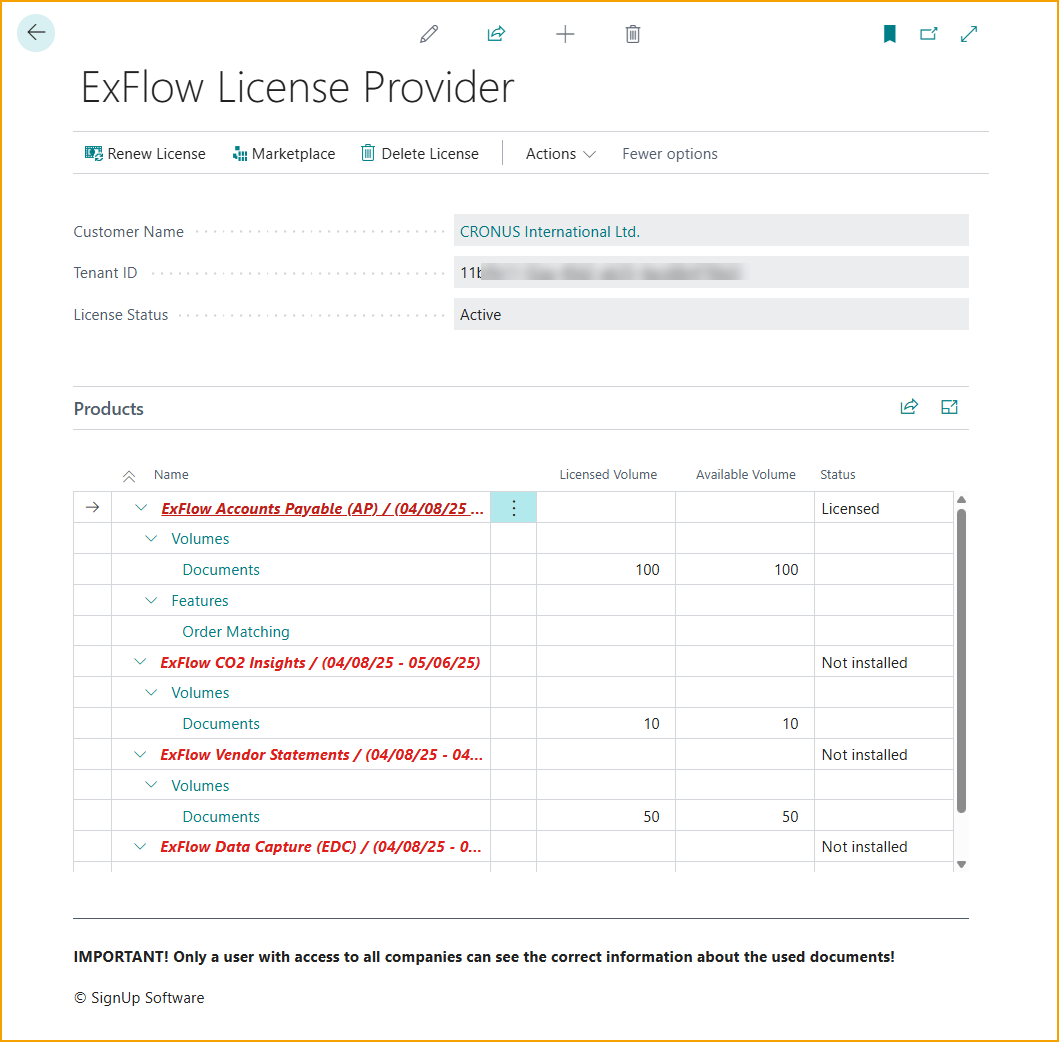 ExFlow License Provider
Renew License Marketplace Delete License Actions Fewer options
Customer Name CRONUS International Ltd.
Tenant ID 11b
License Status Active
Products
Name Licensed Volume Available Volume Status
ExFlow Accounts Payable (AP) / (04/08/25 ... Licensed
Volumes
Documents 100 100
Features
Order Matching
ExFlow CO2 Insights / (04/08/25 - 05/06/25) Not installed
Volumes
Documents 10 10
ExFlow Vendor Statements / (04/08/25 - 04... Not installed
Volumes
Documents 50 50
ExFlow Data Capture (EDC) / (04/08/25 - 0... Not installed
IMPORTANT! Only a user with access to all companies can see the correct information about the used documents!
© SignUp Software